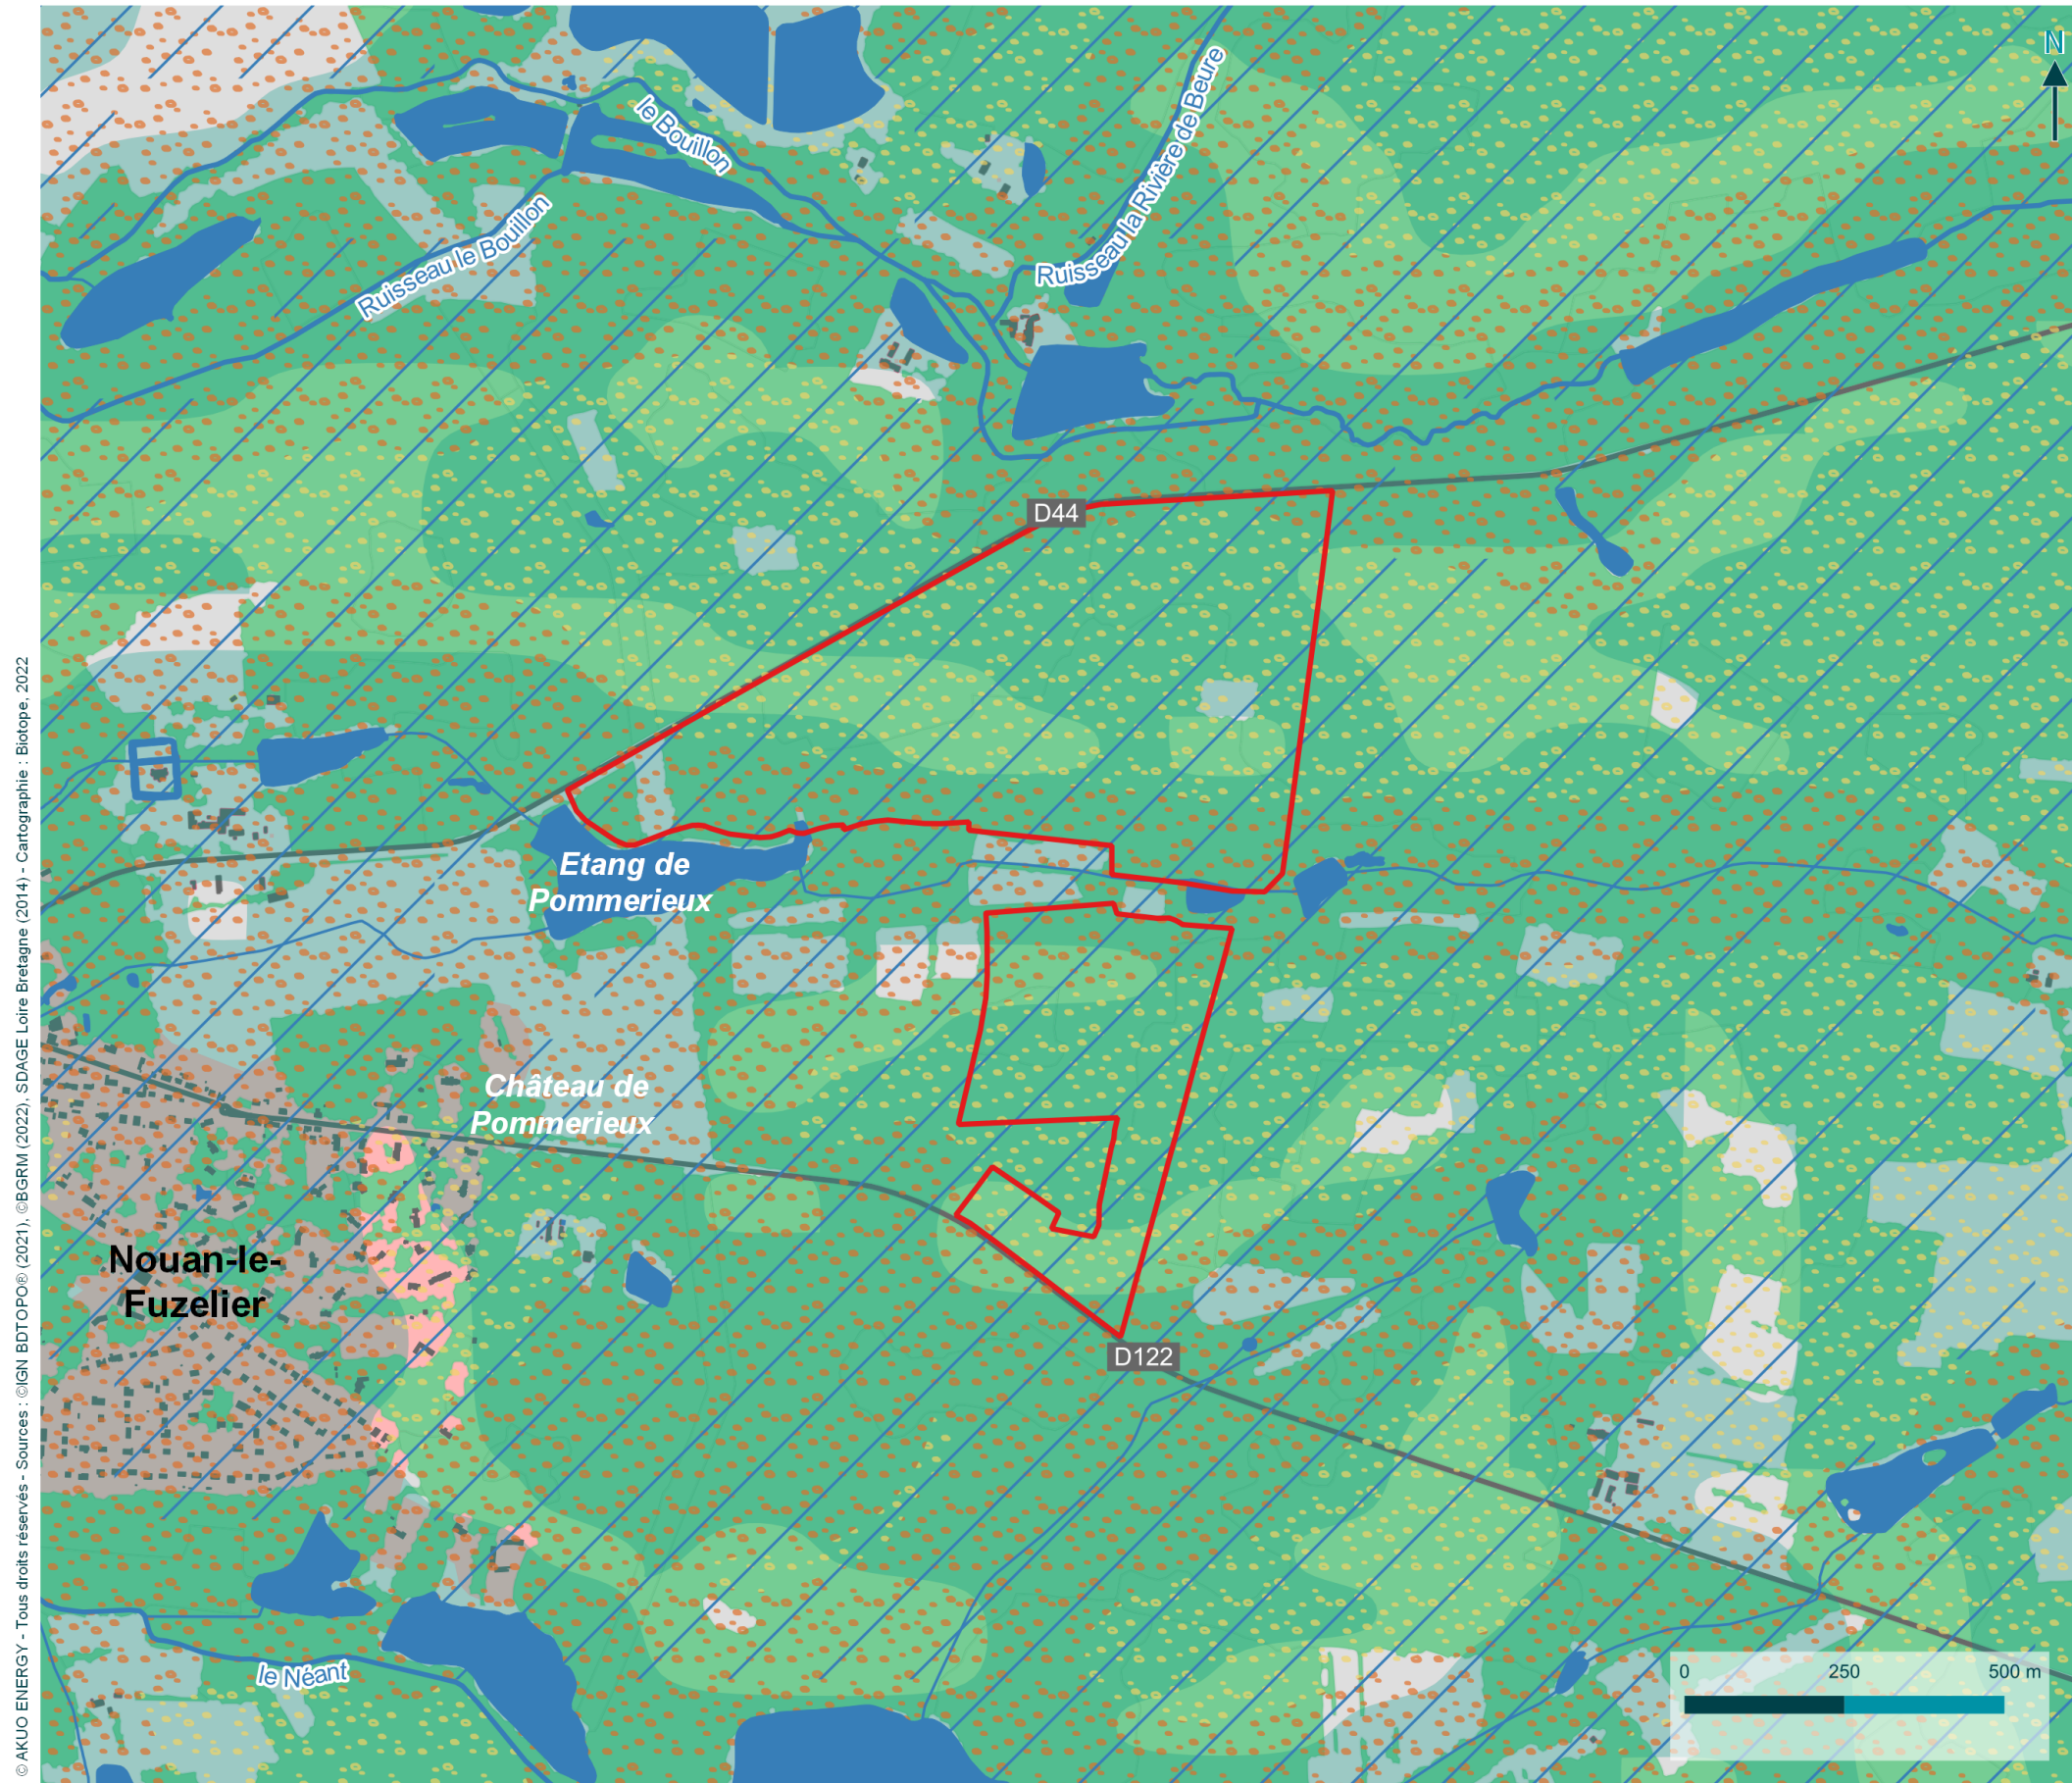 N
le Bouillon
Ruisseau la Rivière de Beure
Ruisseau le Bouillon
D44
Etang de
Pommerieux
Château de
Pommerieux
Nouan-le-
Fuzelier
D122
le Néant
0 250 500 m
© AKUO ENERGY - Tous droits réservés - Sources : ©IGN BDTOPO® (2021), ©BGRM (2022), SDAGE Loire Bretagne (2014) - Cartographie : Biotope, 2022